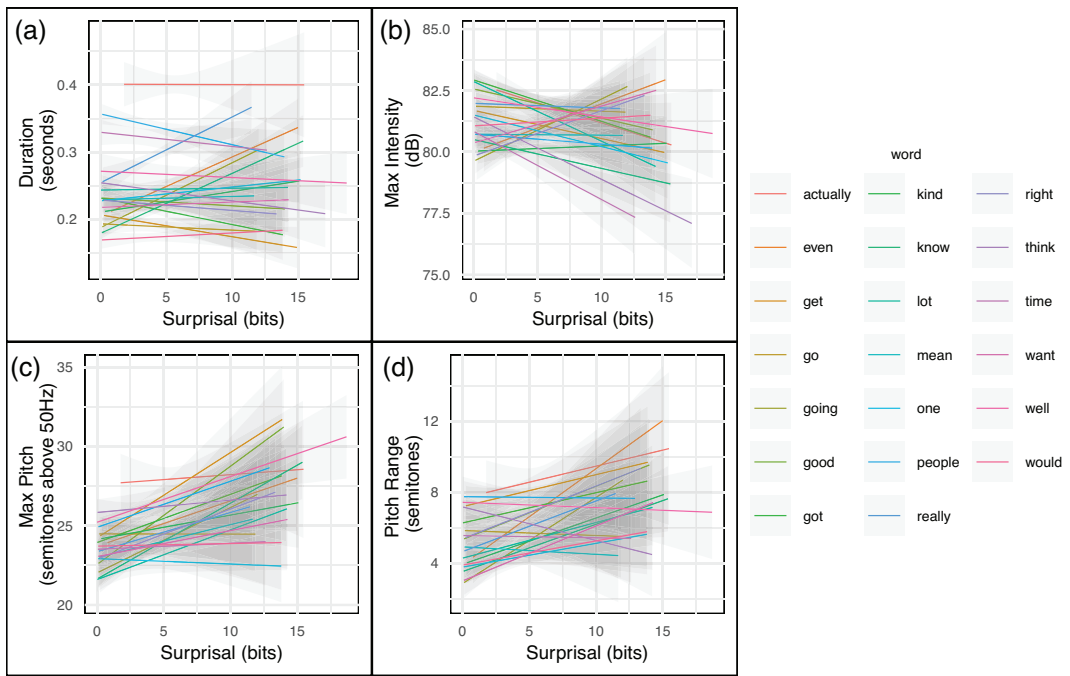 (a)
Duration
(seconds)
0.4
0.3
0.2
0
5
10
15
Surprisal (bits)
(b)
Max Intensity
(dB)
85.0
82.5
80.0
77.5
75.0
0
5
10
15
Surprisal (bits)
(c)
Max Pitch
(semitones above 50Hz)
35
30
25
20
0
5
10
15
Surprisal (bits)
(d)
Pitch Range
(semitones)
12
8
4
0
5
10
15
Surprisal (bits)
word
actually
even
get
go
going
good
got
kind
know
lot
mean
one
people
really
right
think
time
want
well
would